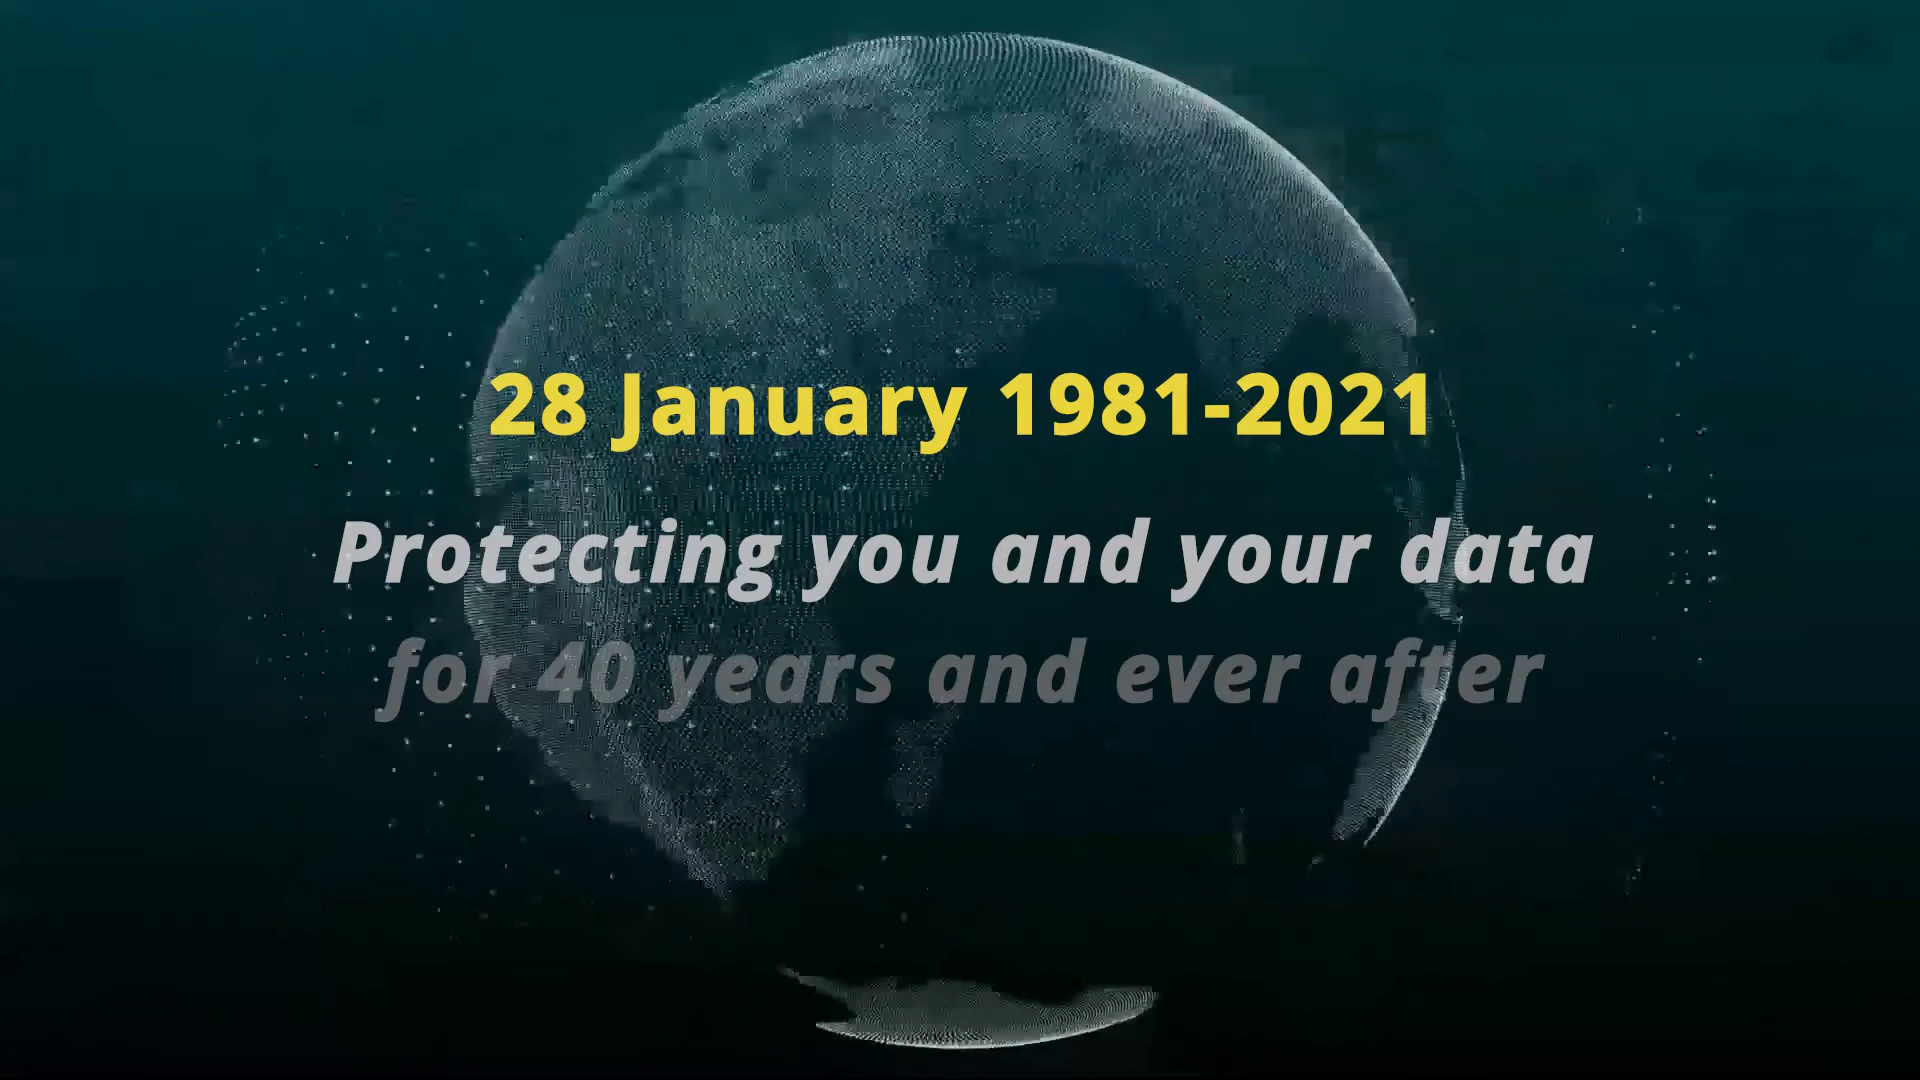 28 January 1981-2021
Protecting you and your data
for 40 years and ever after